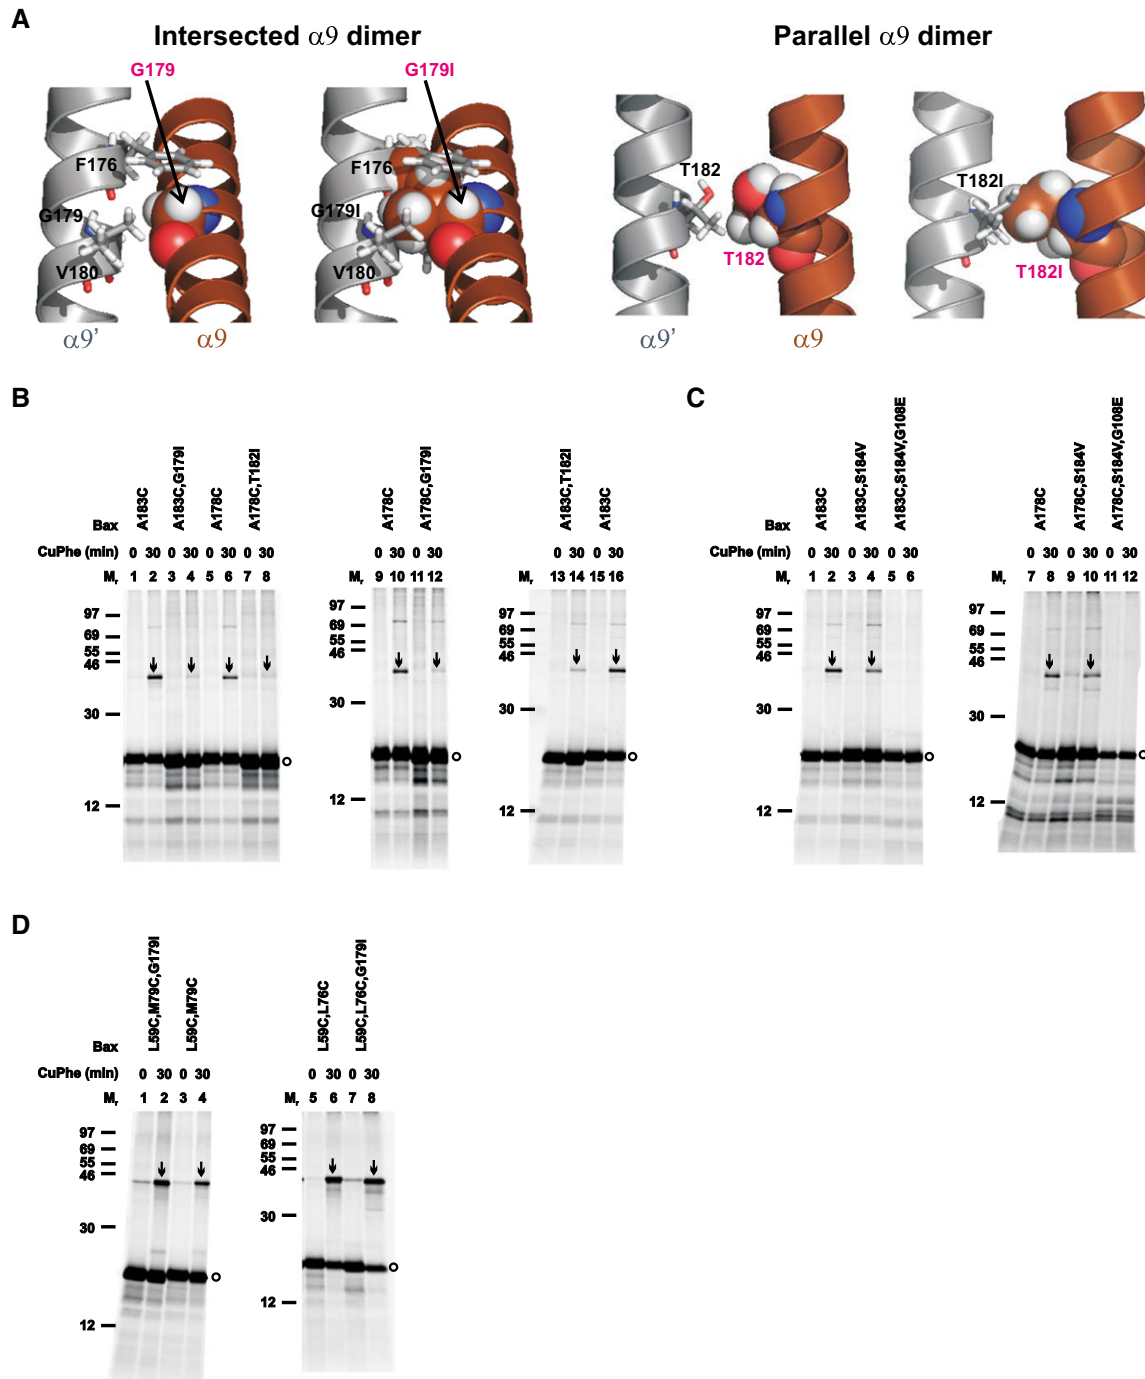 A
Intersected α9 dimer
Parallel α9 dimer
G179
G179I
F176
G179
V180
F176
G179I
V180
T182
T182
T182I
T182I
α9’
α9
α9’
α9
B
Bax
A183C
A183C,G179I
A178C
A178C,T182I
CuPhe (min)
0 30 0 30 0 30 0 30
Mr 1 2 3 4 5 6 7 8
97
69
55
46
30
12
A178C
A178C,G179I
0 30 0 30
Mr 9 10 11 12
97
69
55
46
30
12
A183C,T182I
A183C
0 30 0 30
Mr 13 14 15 16
97
69
55
46
30
12
C
Bax
A183C
A183C,S184V
A183C,S184V,G108E
CuPhe (min)
0 30 0 30 0 30
Mr 1 2 3 4 5 6
97
69
55
46
30
12
A178C
A178C,S184V
A178C,S184V,G108E
0 30 0 30 0 30
Mr 7 8 9 10 11 12
97
69
55
46
30
12
D
Bax
L59C,M79C,G179I
L59C,M79C
CuPhe (min)
0 30 0 30
Mr 1 2 3 4
97
69
55
46
30
12
L59C,L76C
L59C,L76C,G179I
0 30 0 30
Mr 5 6 7 8
97
69
55
46
30
12